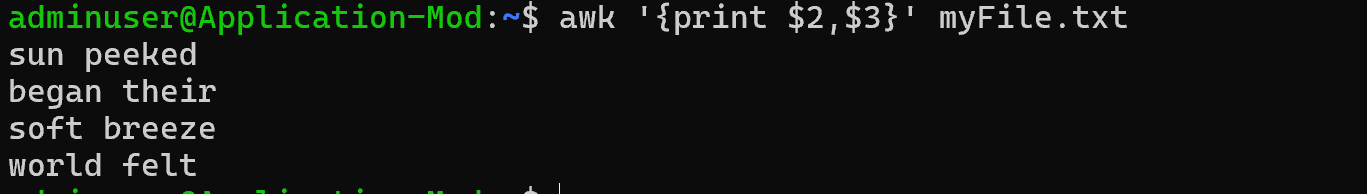 adminuser@Application-Mod:~$ awk '{print $2,$3}' myFile.txt
sun peeked
began their
soft breeze
world felt